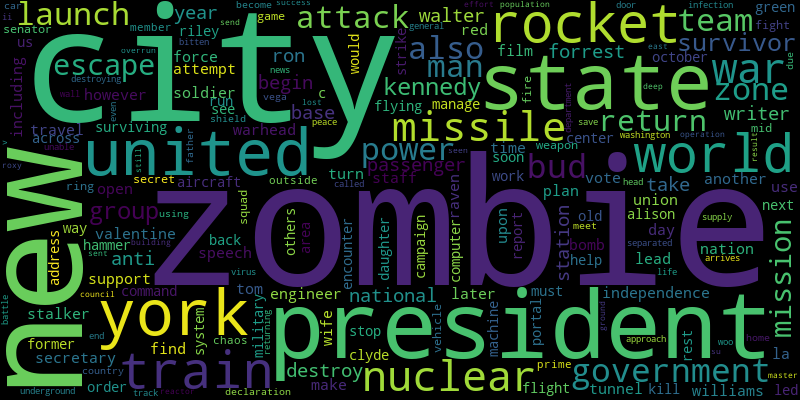 launch
year
attack
walter
rocket
game
become
success
population
door
infection
green
car
ii
senator
member
riley
effort
send
east
fight
city
october
general
bitten
overrun
us
escape
force
ron
would
red
film
forrest
team
due
survivor
attempt
strike
also
man
news
begin
soldier
state
war
zone
however
run
see
c
kennedy
flying
manage
fire
deep
including
destroying
wall
vega
lost
shield
base
missile
return
writer
mid
travel
surviving
warhead
across
peace
center
save
washington
operation
department
united
power
time
weapon
world
unable
still
father
passenger
soon
seen
called
turn
staff
bud
work
vote
another
use
result
roxy
ring
secret
aircraft
outside
head
plan
take
new
open
using
squad
zombie
raven
union
supply
next
group
old
alison
way
valentine
back
others
area
encounter
daughter
campaign
computer
upon
report
station
meet
day
hammer
building
bomb
nation
separated
address
anti
speech
help
lead
life
arrives
mission
sent
virus
support
tom
engineer
national
later
must
independence
command
council
york
president
stalker
system
military
returning
wife
stop
vehicle
machine
portal
ground
rest
end
chaos
approach
woo
su
home
battle
former
find
clyde
secretary
train
destroy
prime
government
la
master
country
make
nuclear
flight
tunnel
kill
williams
led
underground
order
track
reactor
declaration